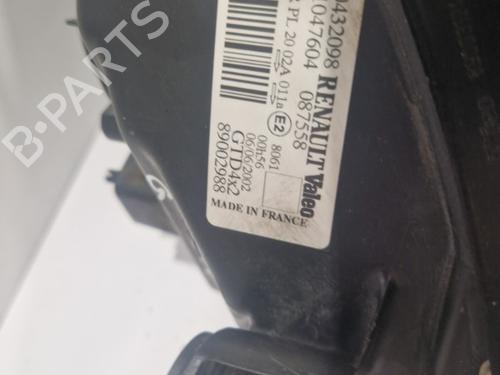 432098 RENAULT Valeo
047604 087558
PL 20 02A 011a E2 8061
00h56
06/06/2002
GTD4x2
89002988
MADE IN FRANCE
B-PARTS